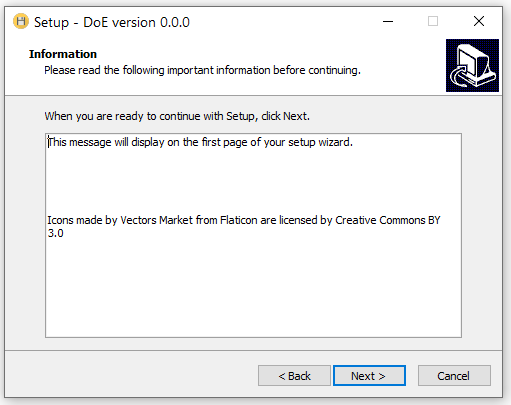 Setup - DoE version 0.0.0
Information
Please read the following important information before continuing.
When you are ready to continue with Setup, click Next.
This message will display on the first page of your setup wizard.
Icons made by Vectors Market from Flaticon are licensed by Creative Commons BY
3.0
< Back
Next >
Cancel